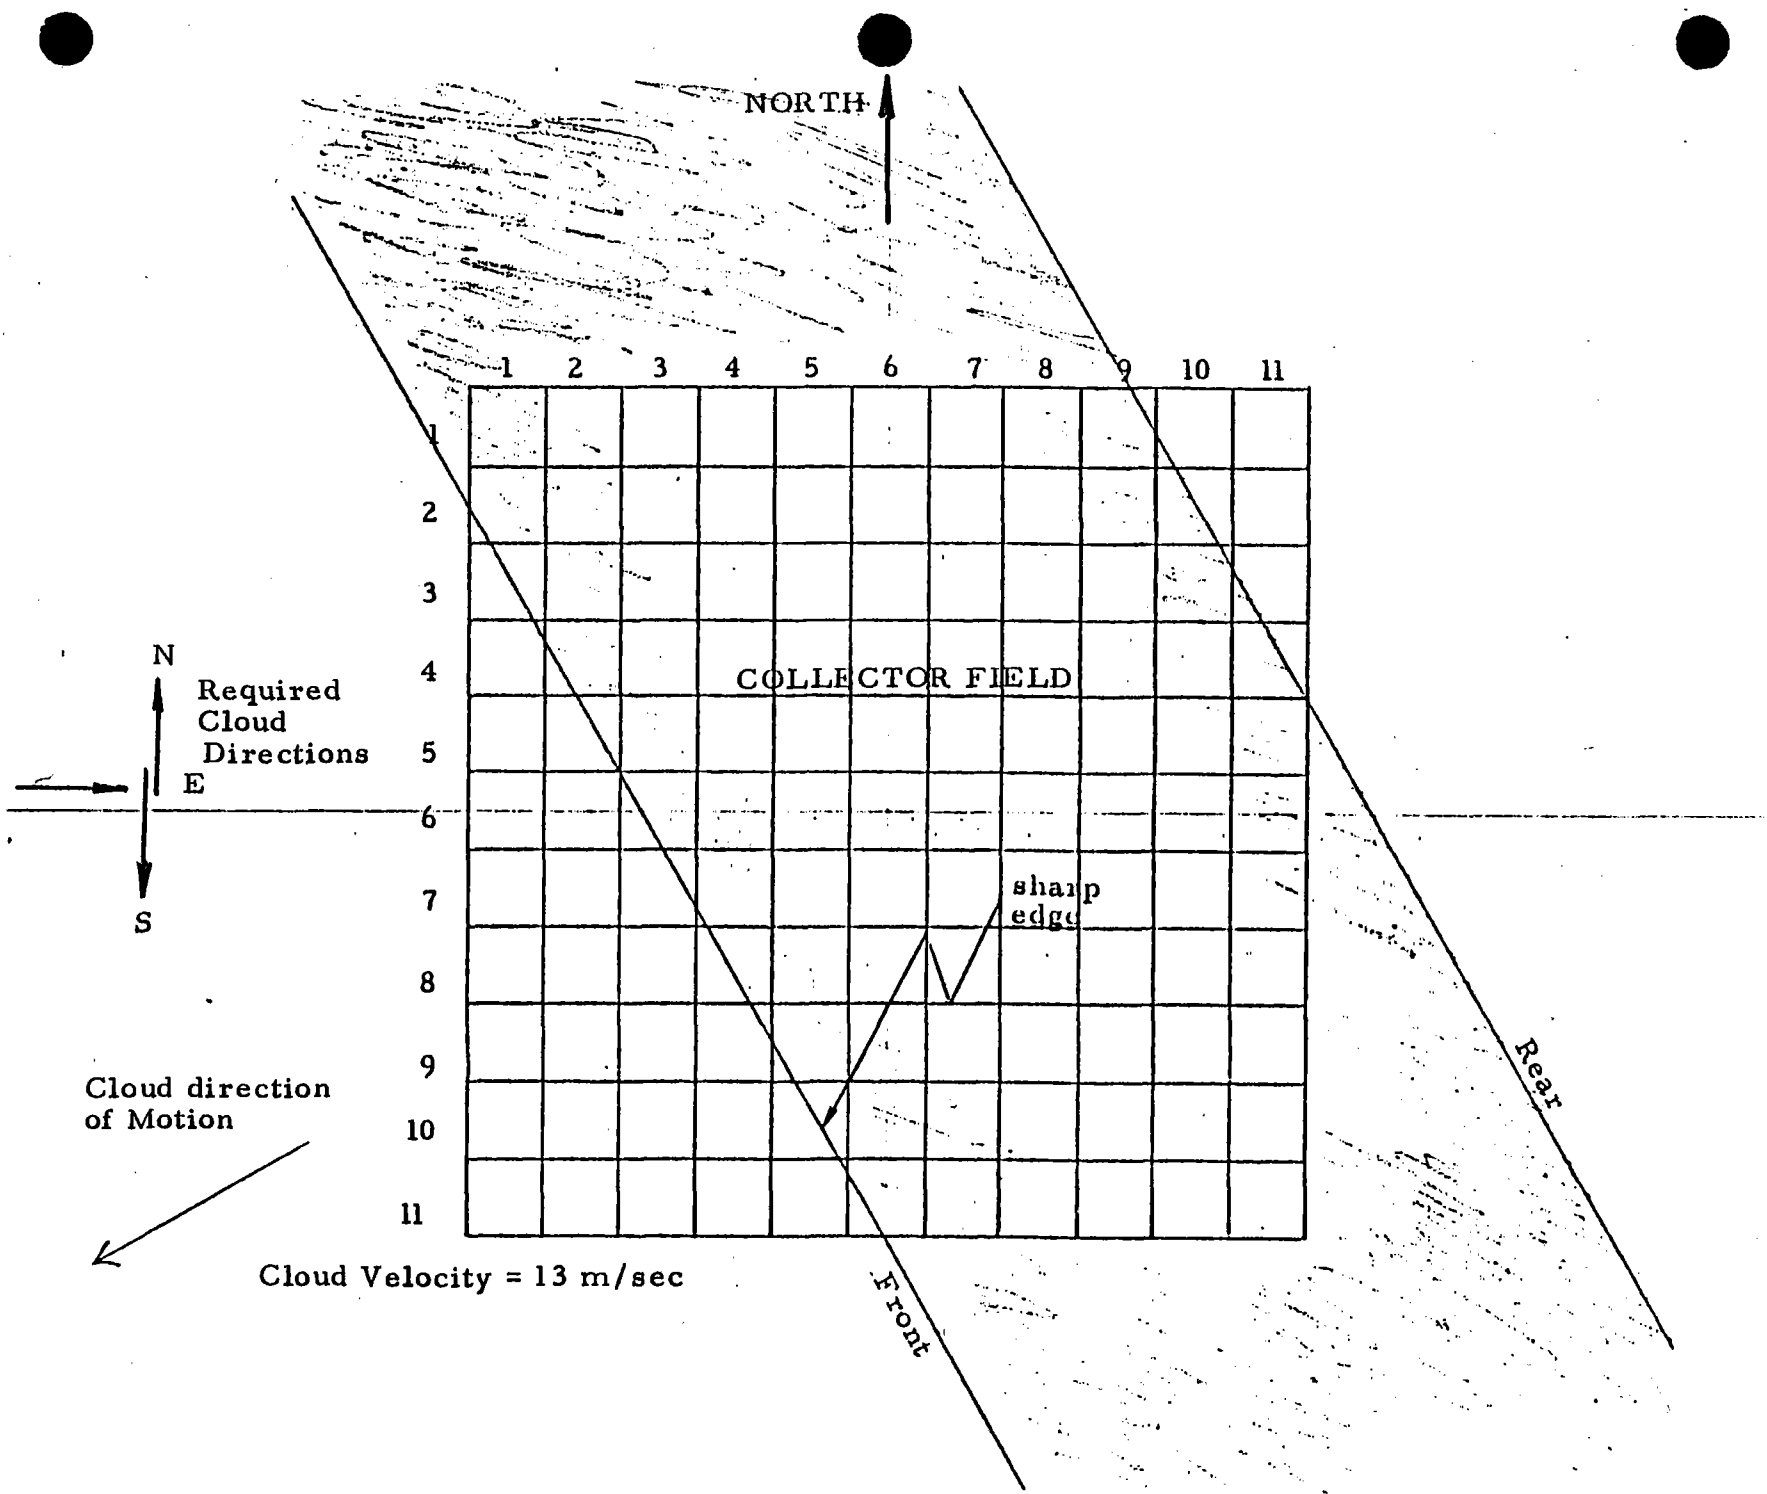 NORTH
1 2 3 4 5 6 7 8 9 10 11
1
2
3
4
5
6
7
8
9
10
11
COLLECTOR FIELD
N
Required
Cloud
Directions
E
S
sharp
edge
Cloud direction
of Motion
Cloud Velocity = 13 m/sec
Front
Rear